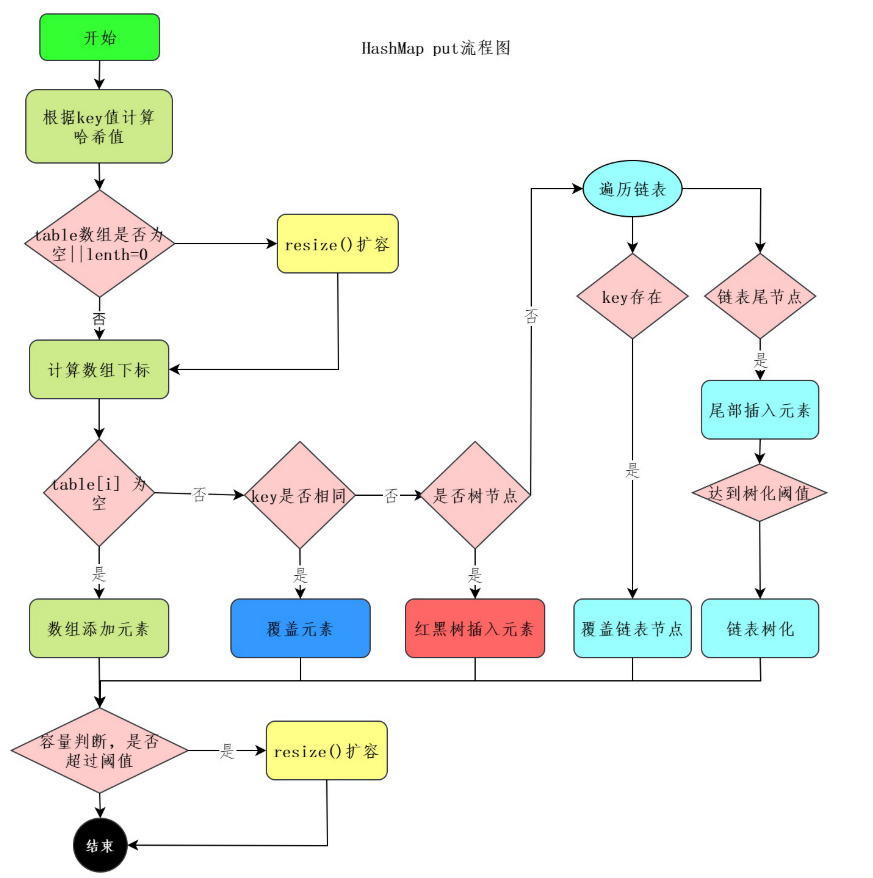 开始
HashMap put流程图
根据key值计算
哈希值
遍历链表
table数组是否为
空||lenth=0
resize()扩容
key存在
链表尾节点
否
否
计算数组下标
是
尾部插入元素
table[i] 为
空
否
key是否相同
否
是否树节点
是
达到树化阈值
是
是
是
数组添加元素
覆盖元素
红黑树插入元素
覆盖链表节点
链表树化
容量判断，是否
超过阈值
是
resize()扩容
结束